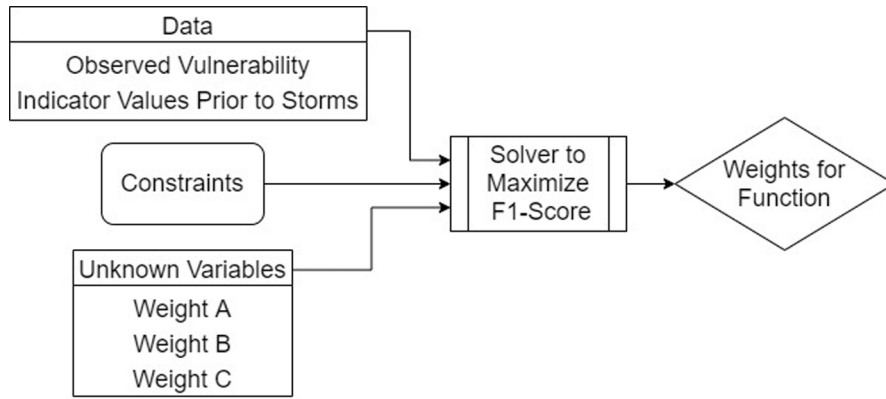 Data
Observed Vulnerability
Indicator Values Prior to Storms
Constraints
Unknown Variables
Weight A
Weight B
Weight C
Solver to
Maximize
F1-Score
Weights for
Function